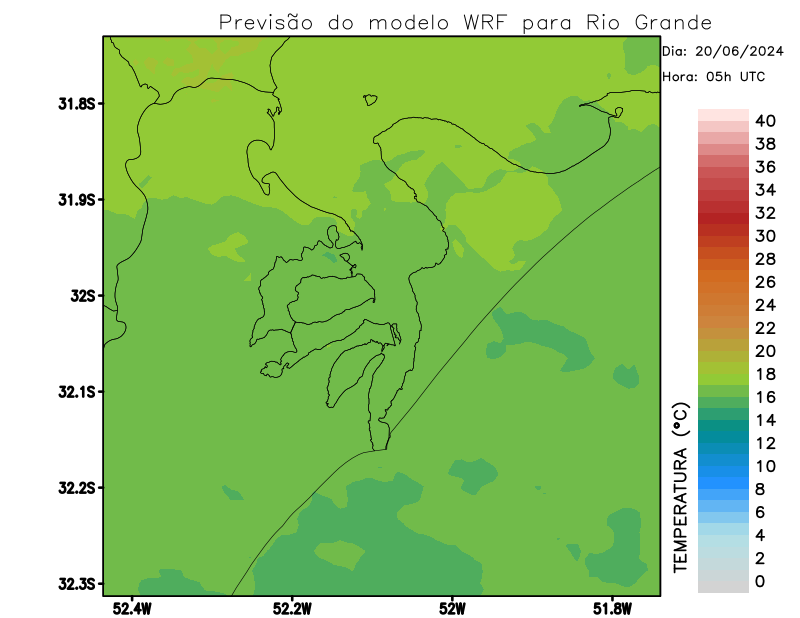 Previsão do modelo WRF para Rio Grande
Dia: 20/06/2024
Hora: 05h UTC
31.8S
31.9S
32S
32.1S
32.2S
32.3S
52.4W
52.2W
52W
51.8W
40
38
36
34
32
30
28
26
24
22
20
18
16
14
12
10
8
6
4
2
0
TEMPERATURA (°C)